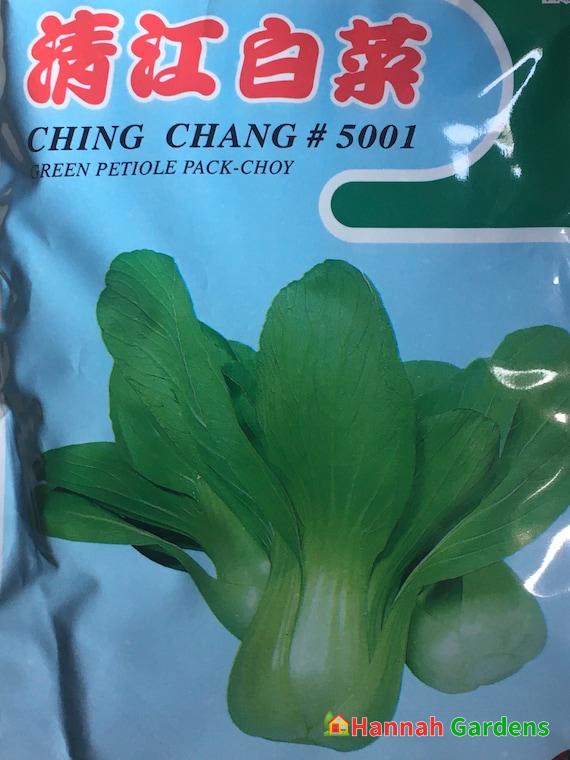 清江白菜
CHING CHANG # 5001
GREEN PETIOLE PACK-CHOY
Hannah Gardens